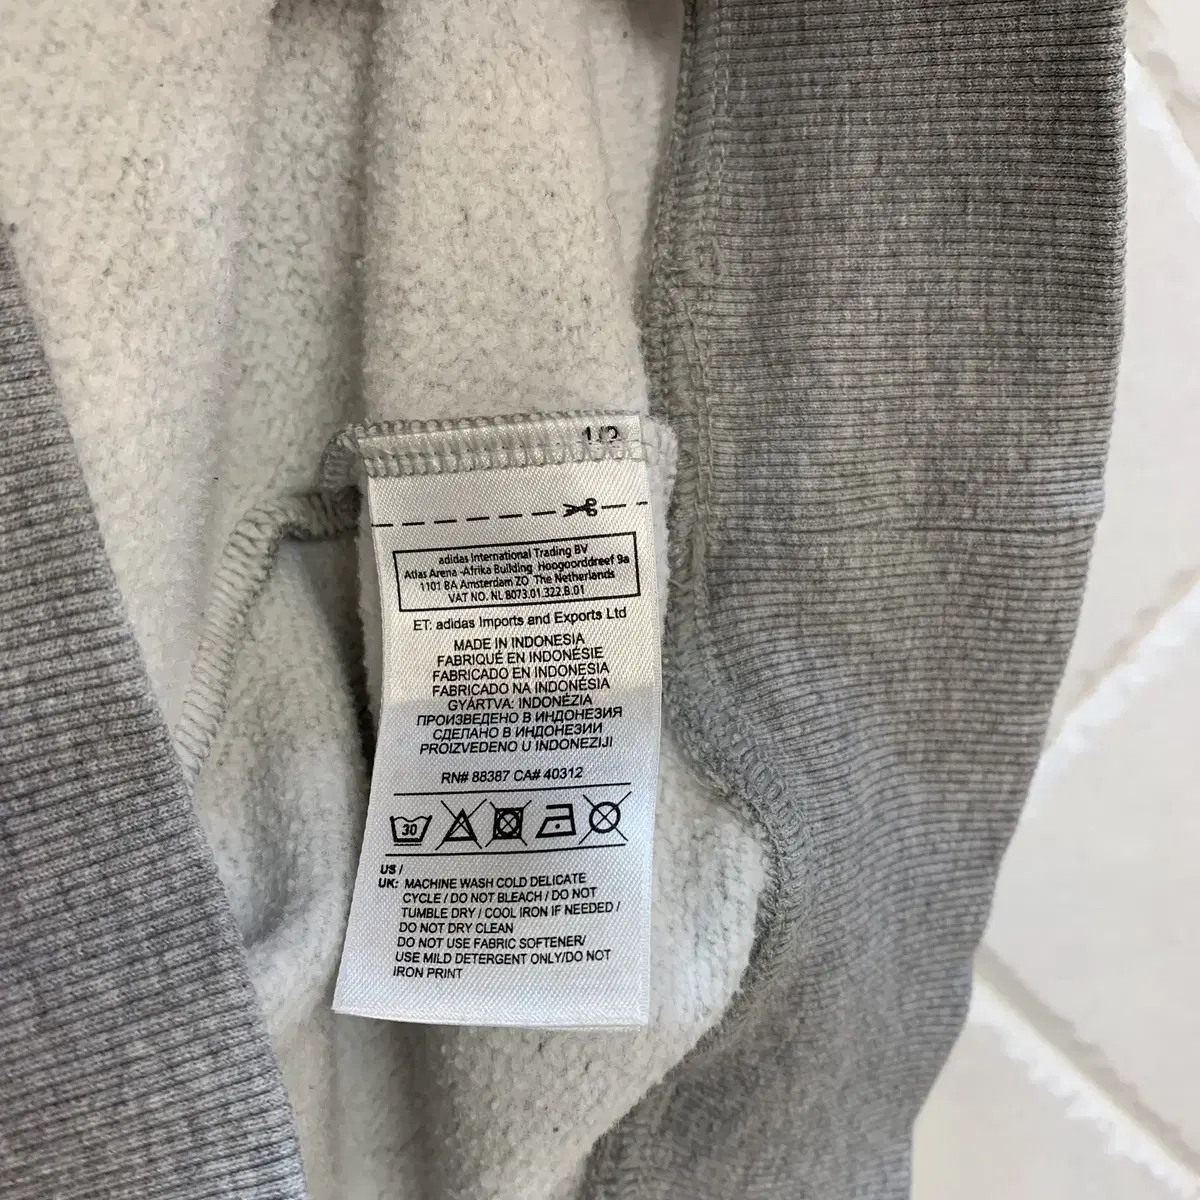 1/2
adidas International Trading BV
Atlas Arena -Afrika Building Hoogoorddreef 9a
1101 BA Amsterdam ZO The Netherlands
VAT NO. NL 8073.01.322.B.01
ET: adidas Imports and Exports Ltd
MADE IN INDONESIA
FABRIQUÉ EN INDONÉSIE
FABRICADO EN INDONESIA
FABRICADO NA INDONÉSIA
GYÁRTVA: INDONÉZIA
ПРОИЗВЕДЕНО В ИНДОНЕЗИЯ
СДЕЛАНО В ИНДОНЕЗИИ
PROIZVEDENO U INDONEZIJI
RN# 88387 CA# 40312
30
US /
UK: MACHINE WASH COLD DELICATE
CYCLE / DO NOT BLEACH / DO NOT
TUMBLE DRY / COOL IRON IF NEEDED /
DO NOT DRY CLEAN
DO NOT USE FABRIC SOFTENER/
USE MILD DETERGENT ONLY/DO NOT
IRON PRINT